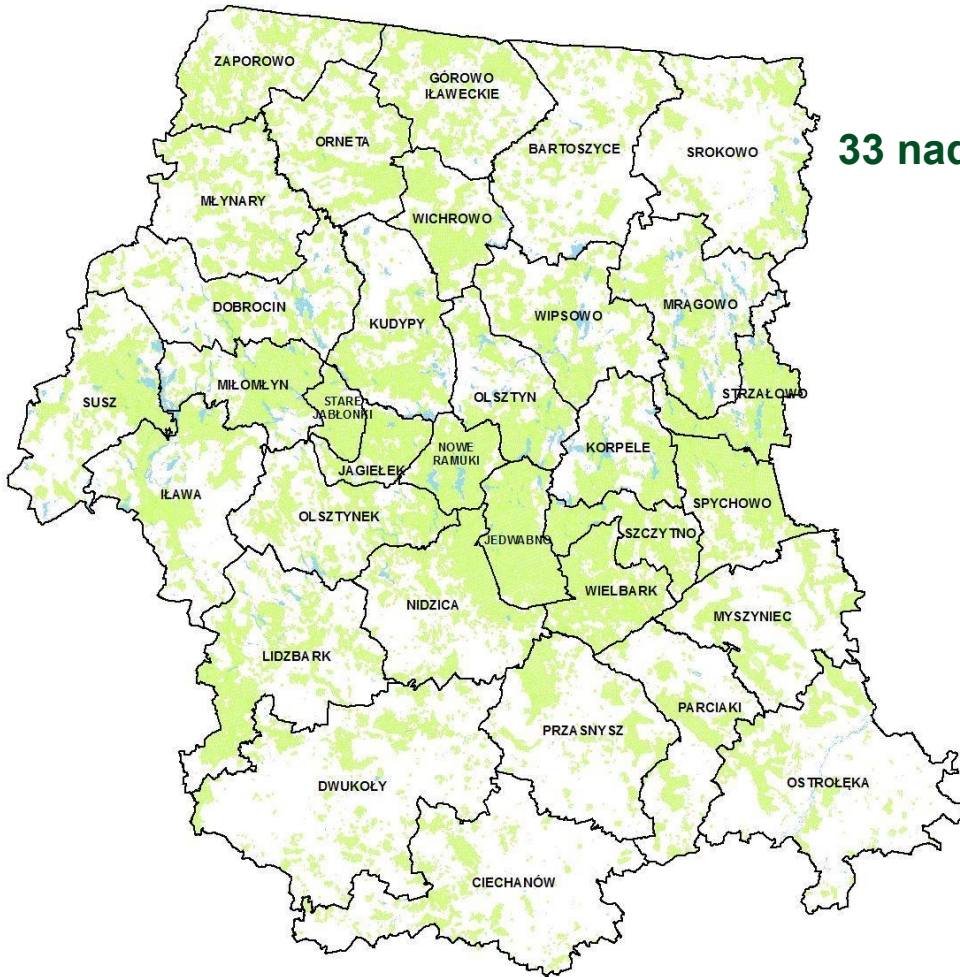 ZAPOROWO
GÓROWO
IŁAWECKIE
ORNETA
BARTOSZYCE
SROKOWO
33 nad
MŁYNARY
WICHROWO
DOBROCIN
KUDYPY
WIPSOWO
MRĄGOWO
SUSZ
MIŁOMŁYN
STARE
JABŁONKI
OLSZTYN
STRZAŁOWO
IŁAWA
JAGIEŁEK
NOWE
RAMUKI
KORPELE
OLSZTYNEK
JEDWABNO
SZCZYTNO
SPYCHOWO
NIDZICA
WIELBARK
MYSZYNIEC
LIDZBARK
PARCIAKI
PRZASNYSZ
DWUKOŁY
OSTROŁĘKA
CIECHANÓW